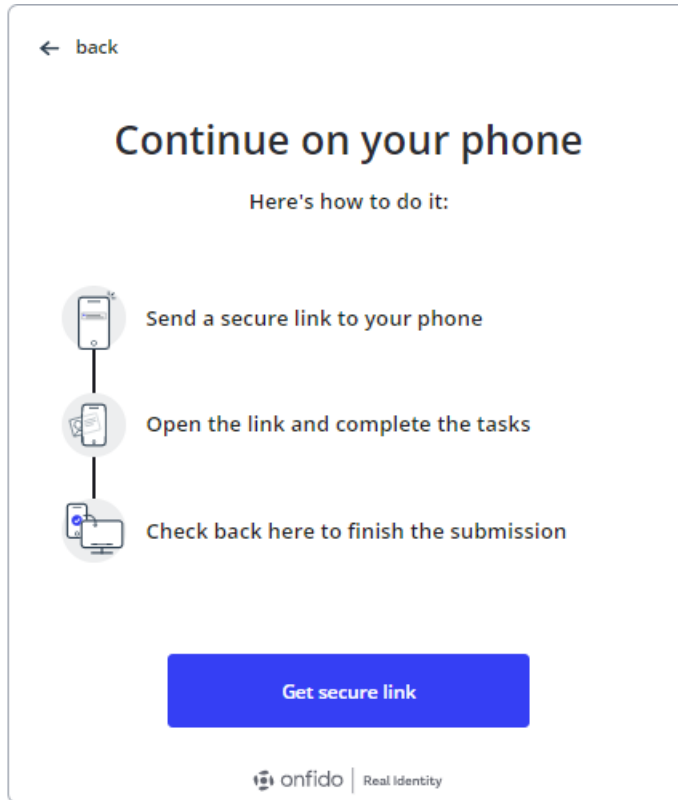 back
Continue on your phone
Here's how to do it:
Send a secure link to your phone
Open the link and complete the tasks
Check back here to finish the submission
Get secure link
onfido | Real Identity